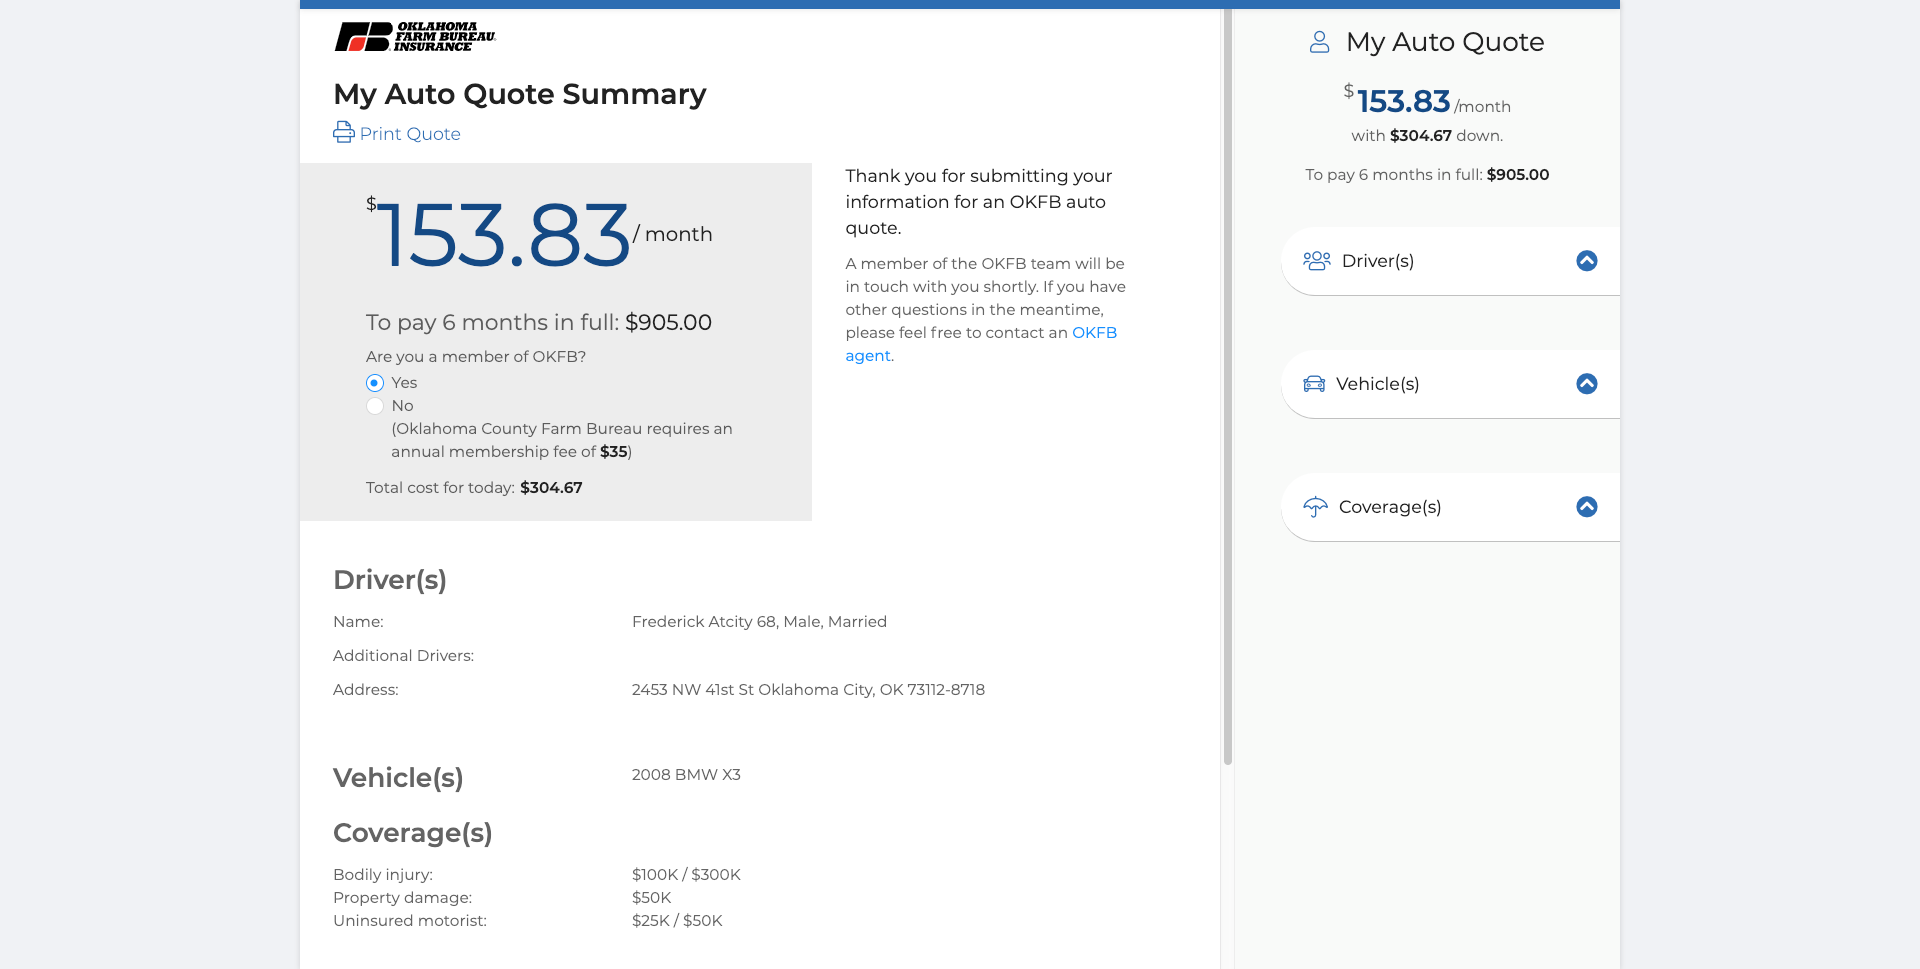 OKLAHOMA
FARM BUREAU
INSURANCE
My Auto Quote Summary
Print Quote
$153.83/ month
To pay 6 months in full: $905.00
Are you a member of OKFB?
Yes
No
(Oklahoma County Farm Bureau requires an
annual membership fee of $35)
Total cost for today: $304.67
Thank you for submitting your
information for an OKFB auto
quote.
A member of the OKFB team will be
in touch with you shortly. If you have
other questions in the meantime,
please feel free to contact an OKFB
agent.
Driver(s)
Name: Frederick Atcity 68, Male, Married
Additional Drivers:
Address: 2453 NW 41st St Oklahoma City, OK 73112-8718
Vehicle(s) 2008 BMW X3
Coverage(s)
Bodily injury: $100K / $300K
Property damage: $50K
Uninsured motorist: $25K / $50K
My Auto Quote
$153.83/month
with $304.67 down.
To pay 6 months in full: $905.00
Driver(s)
Vehicle(s)
Coverage(s)